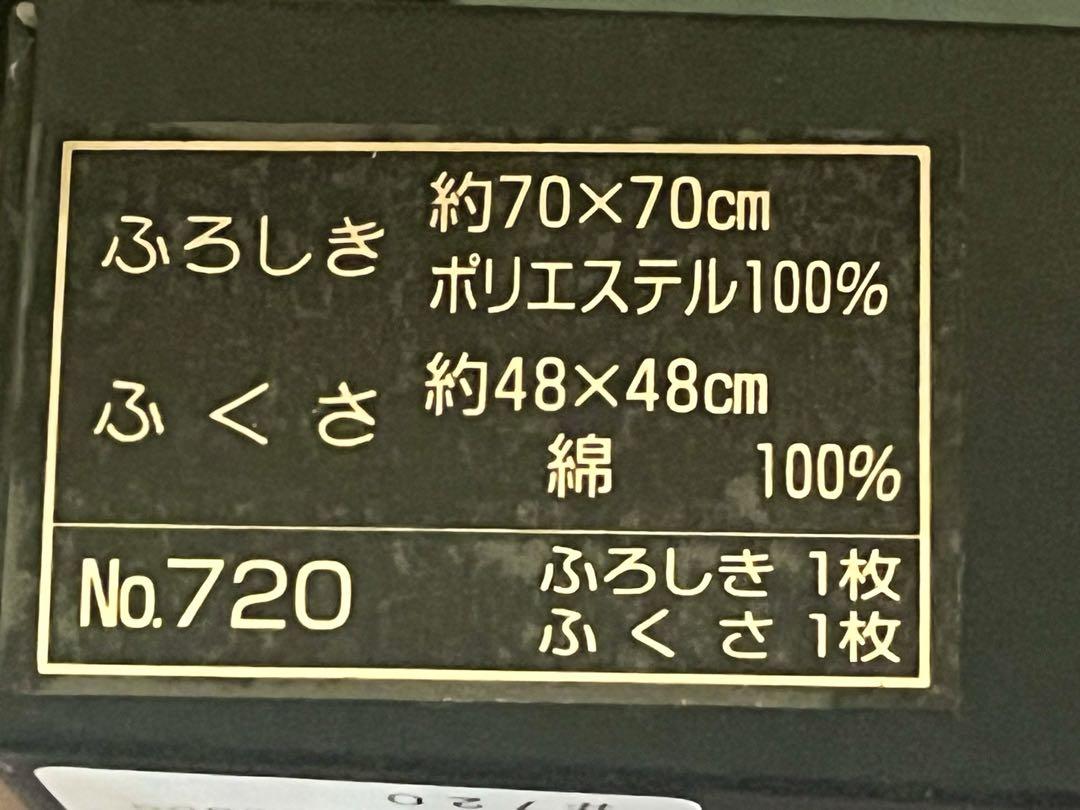 ふろしき 約70×70cm
ポリエステル100%
ふくさ 約48×48cm
綿 100%
No.720 ふろしき 1枚
ふくさ 1枚